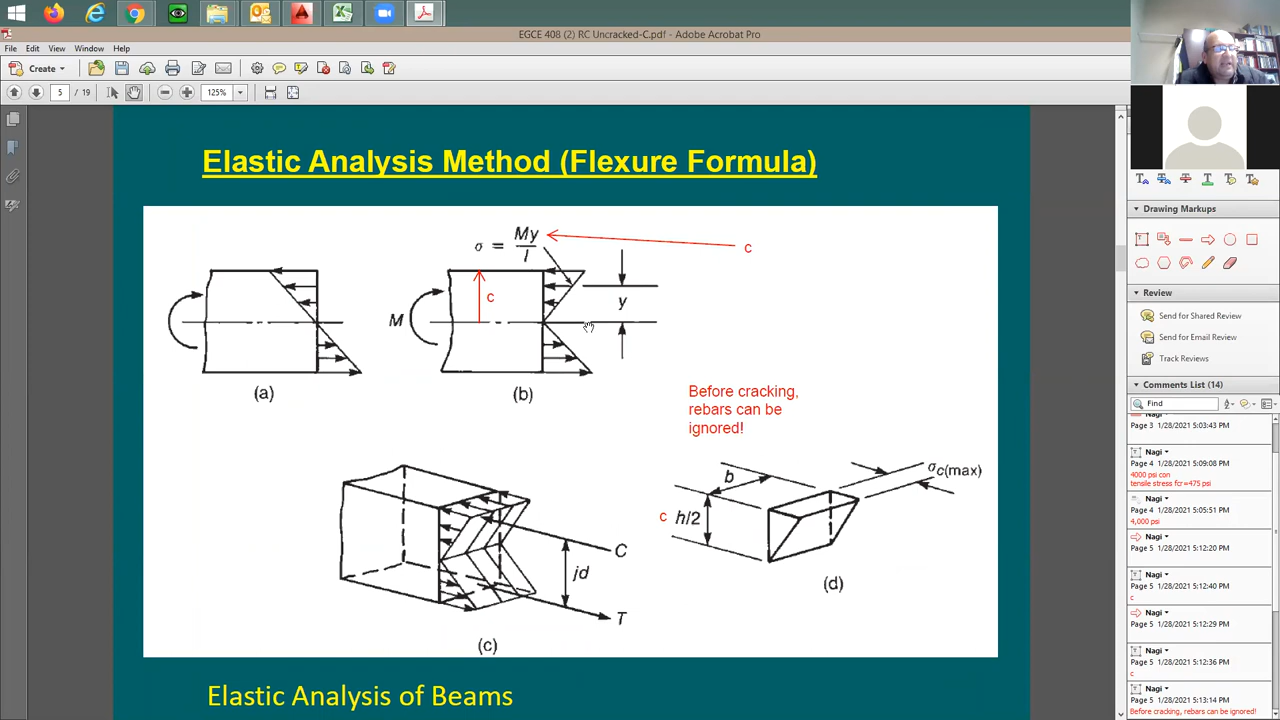 EGCE 408 (2) RC Uncracked-C.pdf - Adobe Acrobat Pro
File Edit View Window Help
Create
5 / 19
125%
Elastic Analysis Method (Flexure Formula)
σ = My/I
c
c
y
M
(a)
(b)
Before cracking,
rebars can be
ignored!
b
σc(max)
c h/2
C
jd
T
(d)
(c)
Elastic Analysis of Beams
Drawing Markups
Review
Send for Shared Review
Send for Email Review
Track Reviews
Comments List (14)
Find
Nagi
Page 3 1/28/2021 5:03:43 PM
Nagi
Page 4 1/28/2021 5:09:08 PM
4000 psi con
tensile stress fcr=475 psi
Nagi
Page 4 1/28/2021 5:05:51 PM
4,000 psi
Nagi
Page 5 1/28/2021 5:12:20 PM
Nagi
Page 5 1/28/2021 5:12:40 PM
c
Nagi
Page 5 1/28/2021 5:12:29 PM
Nagi
Page 5 1/28/2021 5:12:36 PM
c
Nagi
Page 5 1/28/2021 5:13:14 PM
Before cracking, rebars can be ignored!